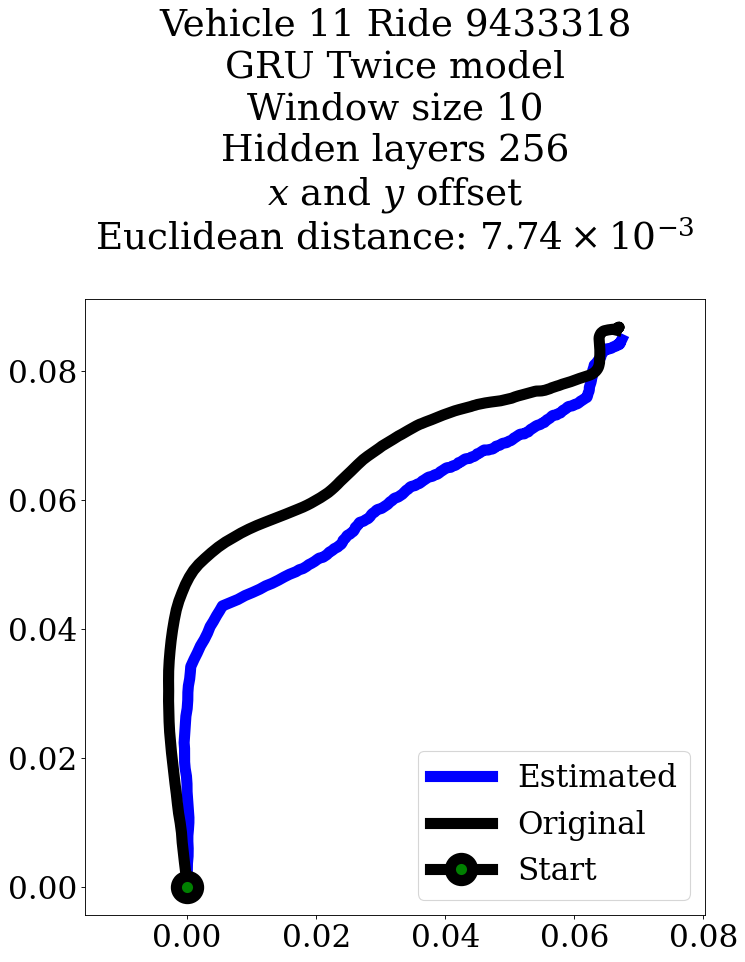 Vehicle 11 Ride 9433318
GRU Twice model
Window size 10
Hidden layers 256
x and y offset
Euclidean distance: 7.74 × 10⁻³
0.08
0.06
0.04
0.02
0.00
Estimated
Original
Start
0.00 0.02 0.04 0.06 0.08